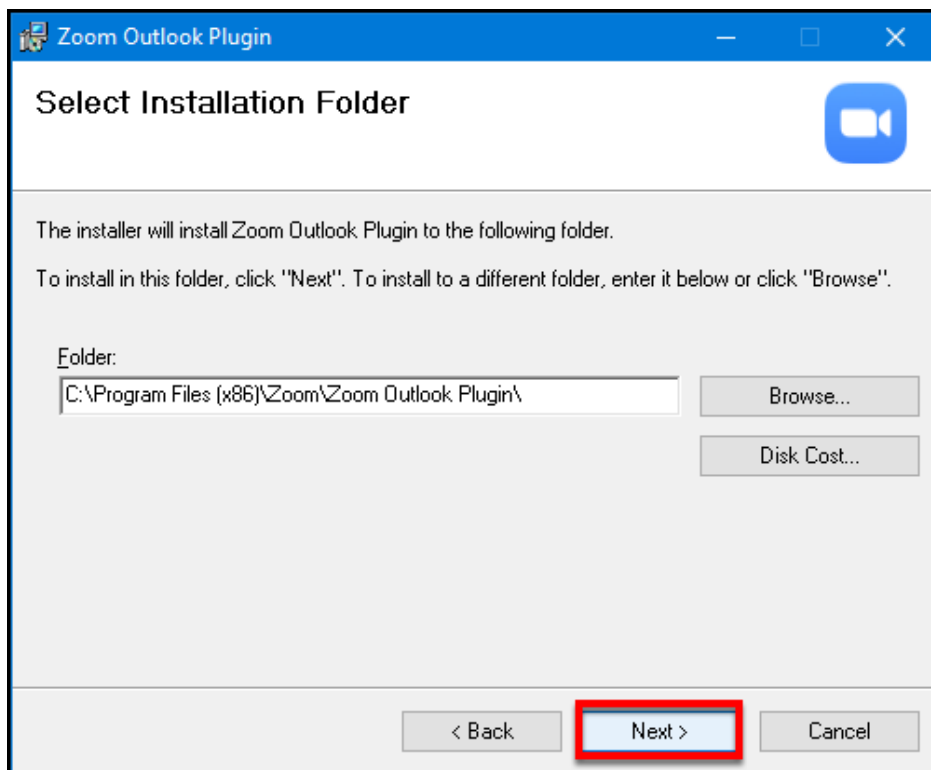 Zoom Outlook Plugin
Select Installation Folder
The installer will install Zoom Outlook Plugin to the following folder.
To install in this folder, click "Next". To install to a different folder, enter it below or click "Browse".
Folder:
C:\Program Files (x86)\Zoom\Zoom Outlook Plugin\
Browse...
Disk Cost...
< Back
Next >
Cancel